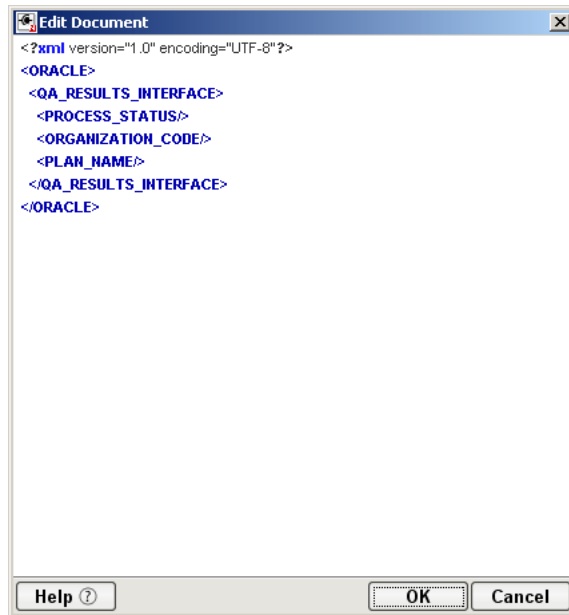 Edit Document
<?xml version="1.0" encoding="UTF-8"?>
<ORACLE>
<QA_RESULTS_INTERFACE>
<PROCESS_STATUS/>
<ORGANIZATION_CODE/>
<PLAN_NAME/>
</QA_RESULTS_INTERFACE>
</ORACLE>
Help ? OK Cancel